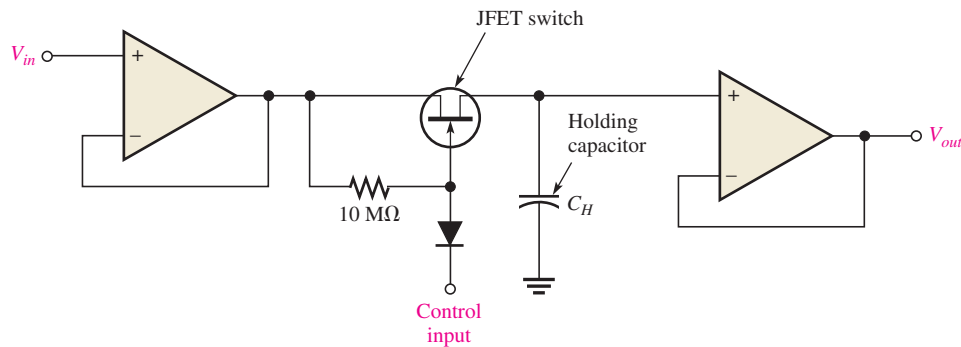 JFET switch
V_in
+
−
+
−
Holding
capacitor
V_out
10 MΩ
C_H
Control
input